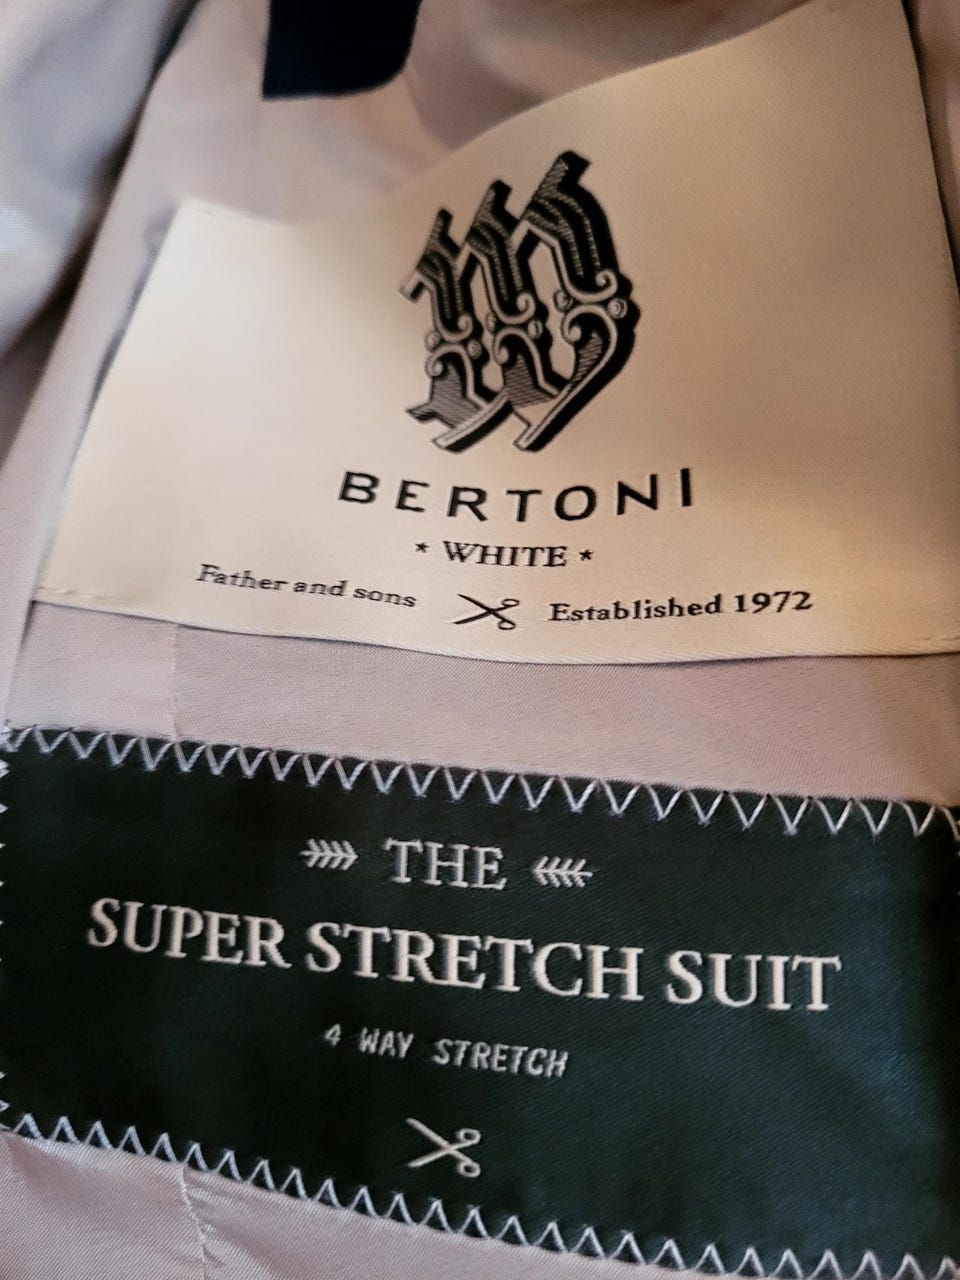 BERTONI
* WHITE *
Father and sons Established 1972
THE
SUPER STRETCH SUIT
4 WAY STRETCH